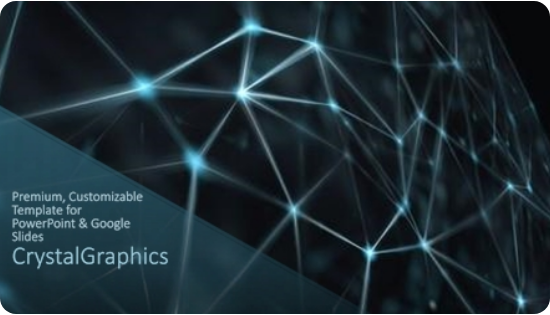 Premium, Customizable
Template for
PowerPoint & Google
Slides
CrystalGraphics